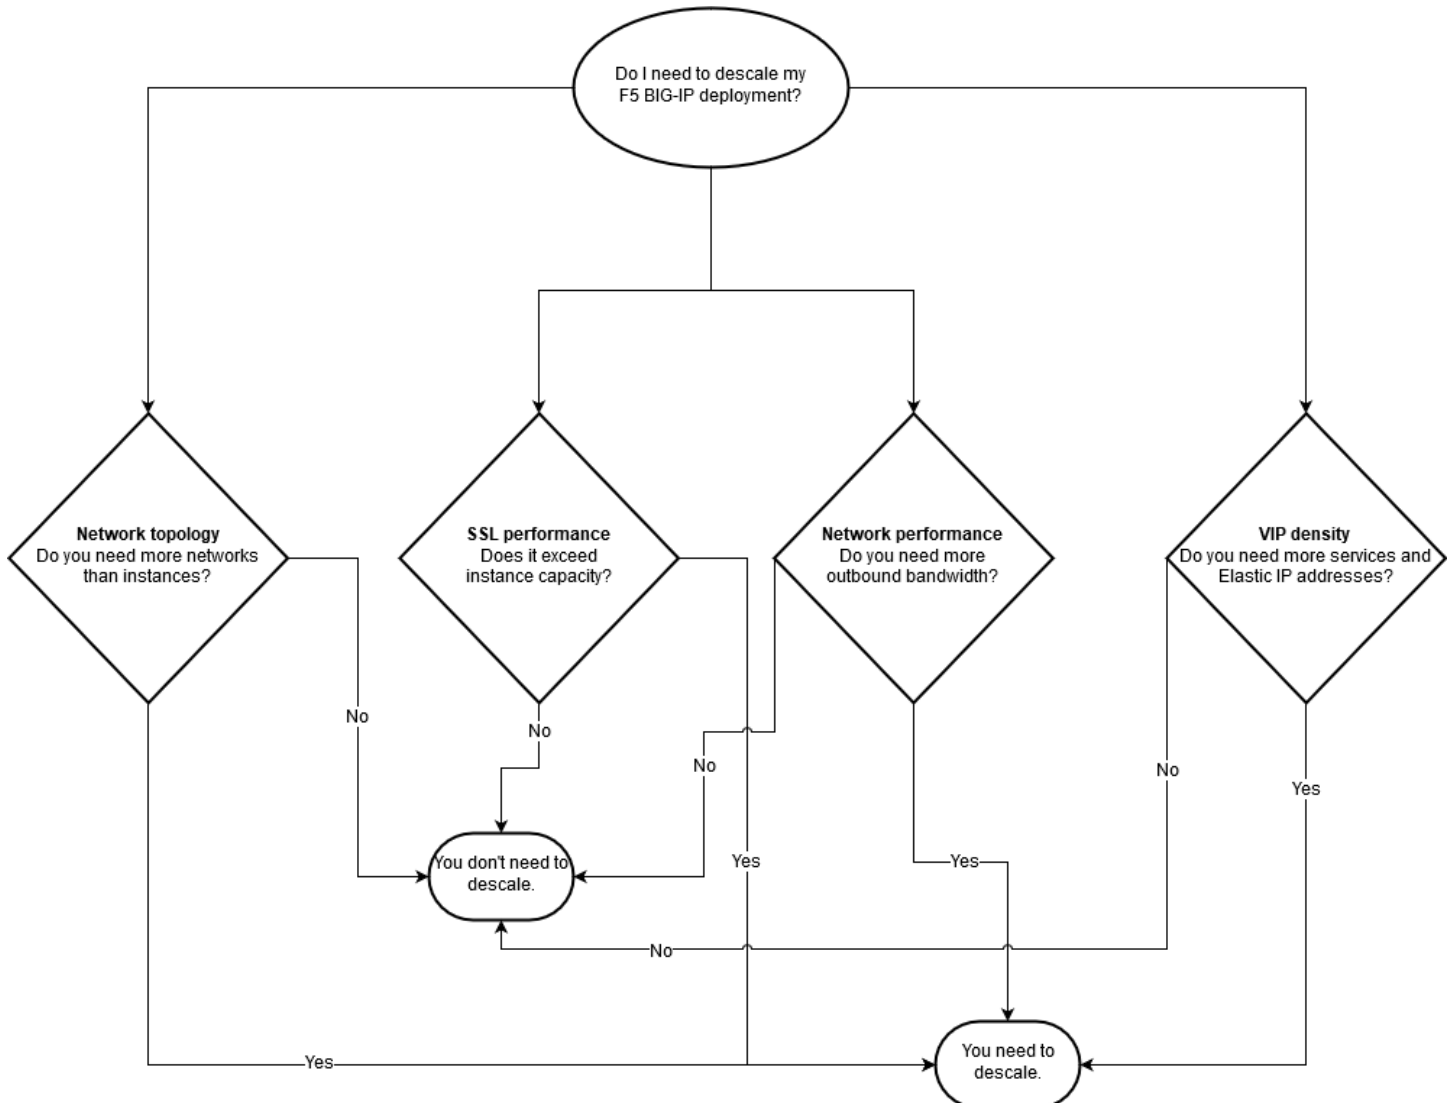 Do I need to descale my
F5 BIG-IP deployment?
Network topology
Do you need more networks
than instances?
SSL performance
Does it exceed
instance capacity?
Network performance
Do you need more
outbound bandwidth?
VIP density
Do you need more services and
Elastic IP addresses?
No
No
No
No
Yes
You don't need to
descale.
Yes
Yes
No
Yes
You need to
descale.